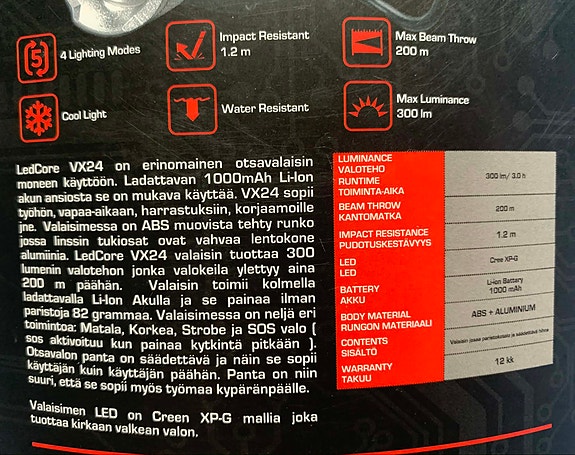 5
4 Lighting Modes
Impact Resistant
1.2 m
Max Beam Throw
200 m
Cool Light
Water Resistant
Max Luminance
300 lm
LedCore VX24 on erinomainen otsavalaisin
moneen käyttöön. Ladattavan 1000mAh Li-Ion
akun ansiosta se on mukava käyttää. VX24 sopii
työhön, vapaa-aikaan, harrastuksiin, korjaamoille
jne. Valaisimessa on ABS muovista tehty runko
jossa linssin tukiosat ovat vahvaa lentokone
alumiinia. LedCore VX24 valaisin tuottaa 300
lumenin valotehon jonka valokeila ylettyy aina
200 m päähän. Valaisin toimii kolmella
ladattavalla Li-Ion Akulla ja se painaa ilman
paristoja 82 grammaa. Valaisimessa on neljä eri
toimintoa: Matala, Korkea, Strobe ja SOS valo (
sos aktivoituu kun painaa kytkintä pitkään ).
Otsavalon panta on säädettävä ja näin se sopii
käyttäjän kuin käyttäjän päähän. Panta on niin
suuri, että se sopii myös työmaa kypäränpäälle.
Valaisimen LED on Creen XP-G mallia joka
tuottaa kirkaan valkean valon.
LUMINANCE
VALOTEHO
RUNTIME
TOIMINTA-AIKA
300 lm/ 3.0 h
BEAM THROW
KANTOMATKA
200 m
IMPACT RESISTANCE
PUDOTUSKESTÄVYYS
1.2 m
LED
LED
Cree XP-G
BATTERY
AKKU
Li-ion Battery
1000 mAh
BODY MATERIAL
RUNGON MATERIAALI
ABS + ALUMINIUM
CONTENTS
SISÄLTÖ
Valaisin jossa paristokotelo ja säädettävä hihna
WARRANTY
TAKUU
12 kk